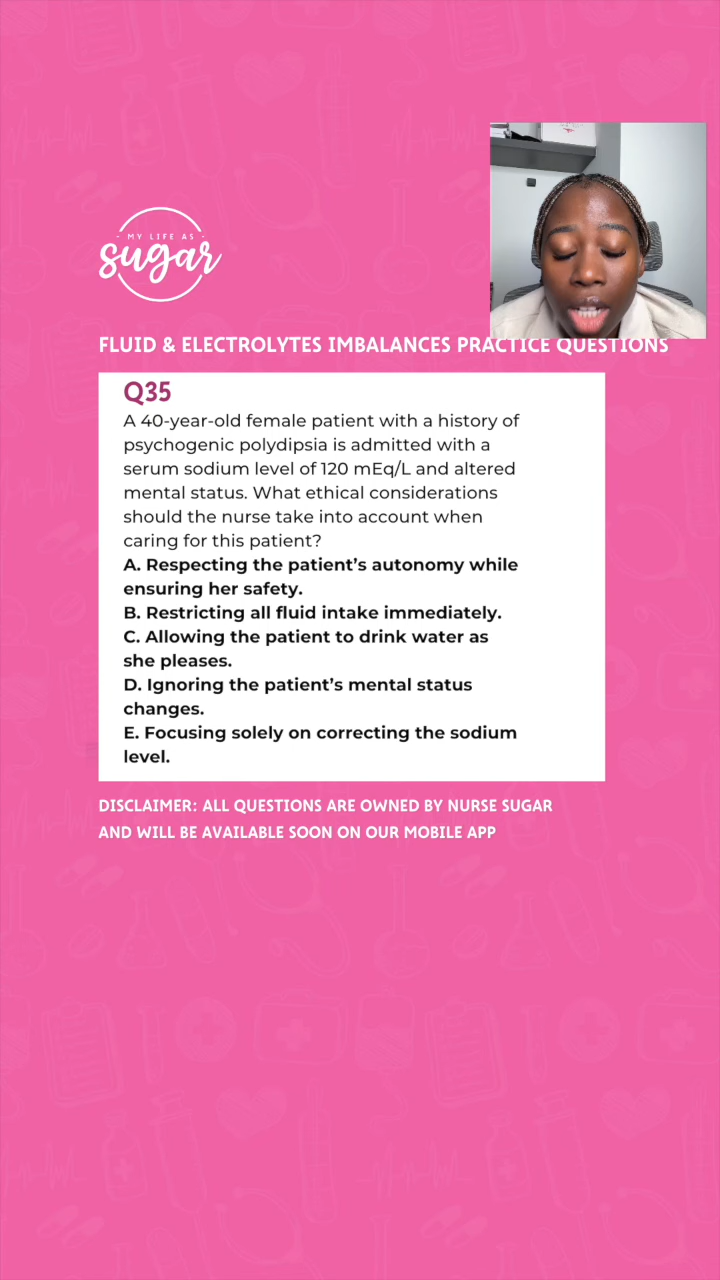 - MY LIFE AS -
sugar
FLUID & ELECTROLYTES IMBALANCES PRACTICE QUESTIONS
Q35
A 40-year-old female patient with a history of
psychogenic polydipsia is admitted with a
serum sodium level of 120 mEq/L and altered
mental status. What ethical considerations
should the nurse take into account when
caring for this patient?
A. Respecting the patient’s autonomy while
ensuring her safety.
B. Restricting all fluid intake immediately.
C. Allowing the patient to drink water as
she pleases.
D. Ignoring the patient’s mental status
changes.
E. Focusing solely on correcting the sodium
level.
DISCLAIMER: ALL QUESTIONS ARE OWNED BY NURSE SUGAR
AND WILL BE AVAILABLE SOON ON OUR MOBILE APP